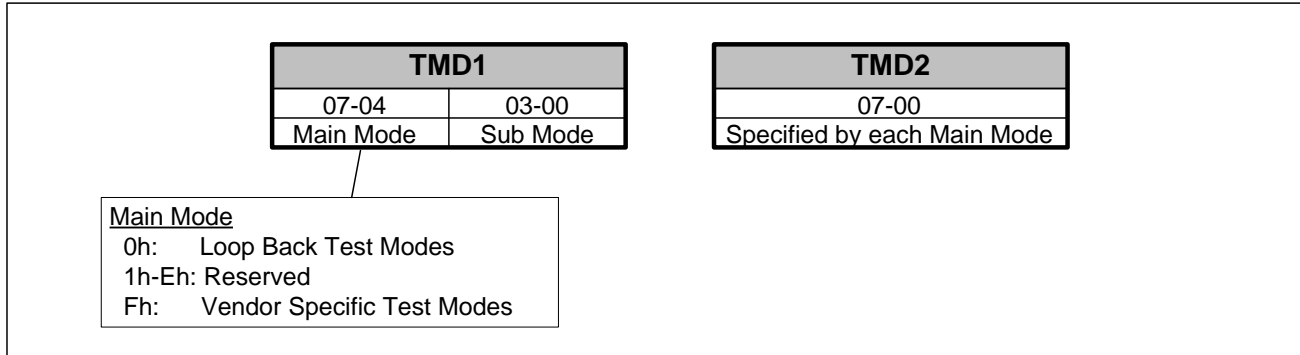 TMD1
07-04 03-00
Main Mode Sub Mode
TMD2
07-00
Specified by each Main Mode
Main Mode
0h: Loop Back Test Modes
1h-Eh: Reserved
Fh: Vendor Specific Test Modes